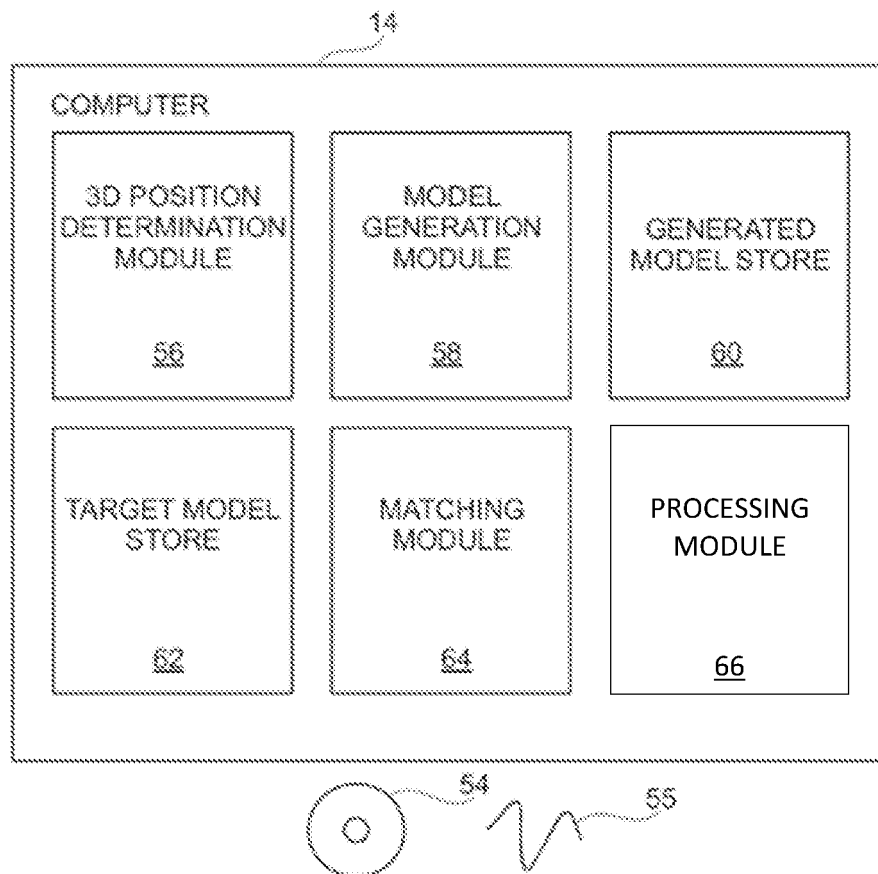 14
COMPUTER
3D POSITION
DETERMINATION
MODULE
56
MODEL
GENERATION
MODULE
58
GENERATED
MODEL STORE
60
TARGET MODEL
STORE
62
MATCHING
MODULE
64
PROCESSING
MODULE
66
54
55